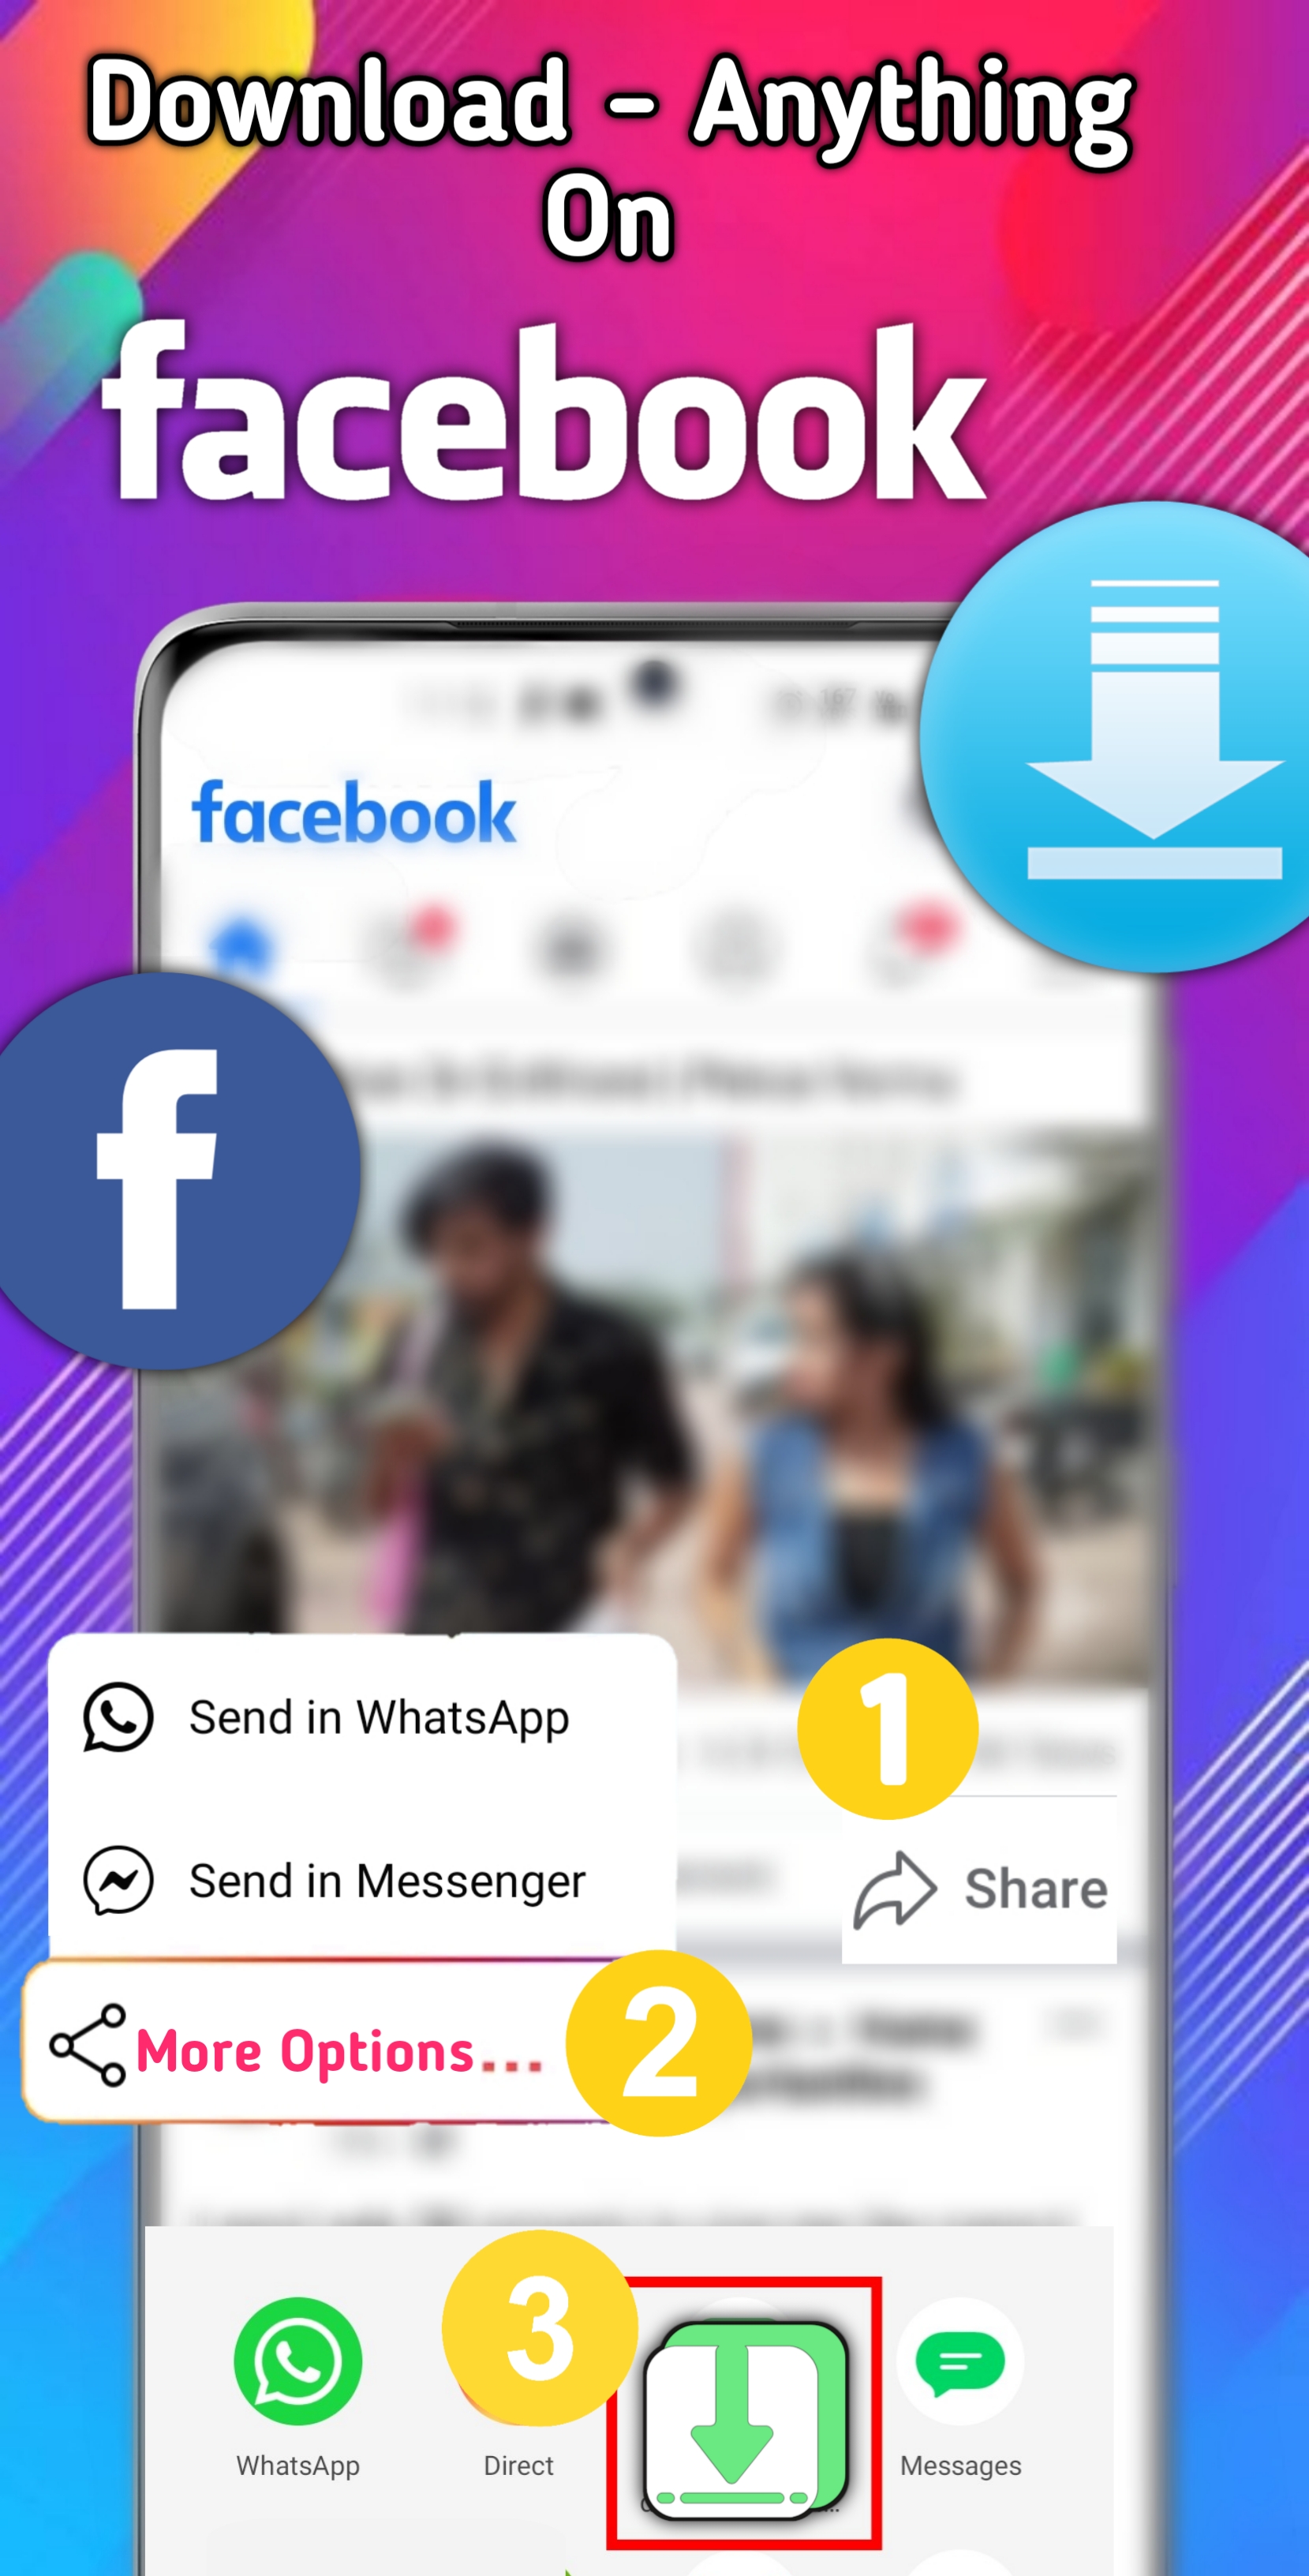 Download - Anything
On
facebook
facebook
f
1
Send in WhatsApp
Send in Messenger
Share
More Options...
2
3
WhatsApp
Direct
Messages